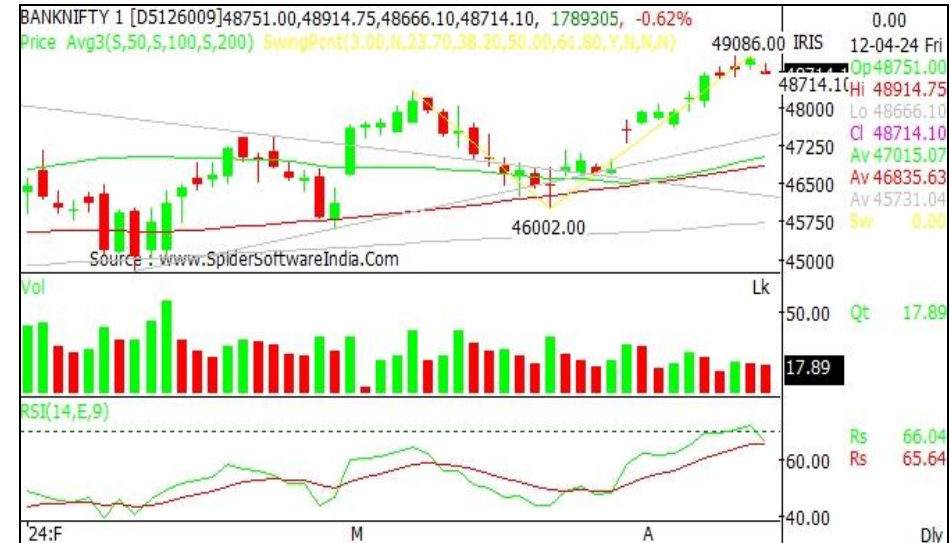 BANKNIFTY 1 [D5126009]48751.00,48914.75,48666.10,48714.10, 1789305, -0.62%
Price Avg3(S,50,S,100,S,200) SwingPcnt(3.00,N,23.70,38.20,50.00,61.80,Y,N,N,N)
49086.00
46002.00
Source : www.SpiderSoftwareIndia.Com
IRIS
48714.10
48000
47250
46500
45750
45000
0.00
12-04-24 Fri
Op 48751.00
Hi 48914.75
Lo 48666.10
Cl 48714.10
Av 47015.07
Av 46835.63
Av 45731.04
Sw 0.00
Vol
Lk
50.00
17.89
Qt 17.89
RSI(14,E,9)
60.00
40.00
Rs 66.04
Rs 65.64
24:F M A
Dly